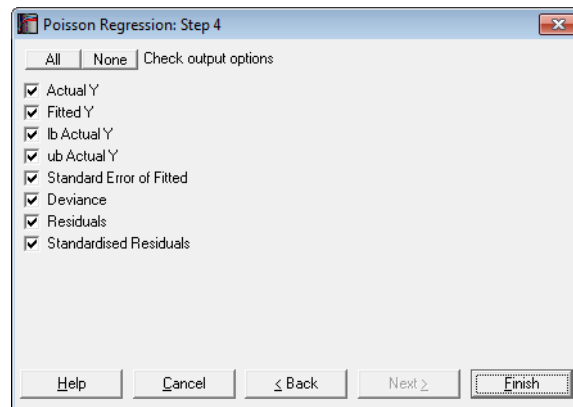 Poisson Regression: Step 4
All None Check output options
Actual Y
Fitted Y
lb Actual Y
ub Actual Y
Standard Error of Fitted
Deviance
Residuals
Standardised Residuals
Help Cancel < Back Next > Finish